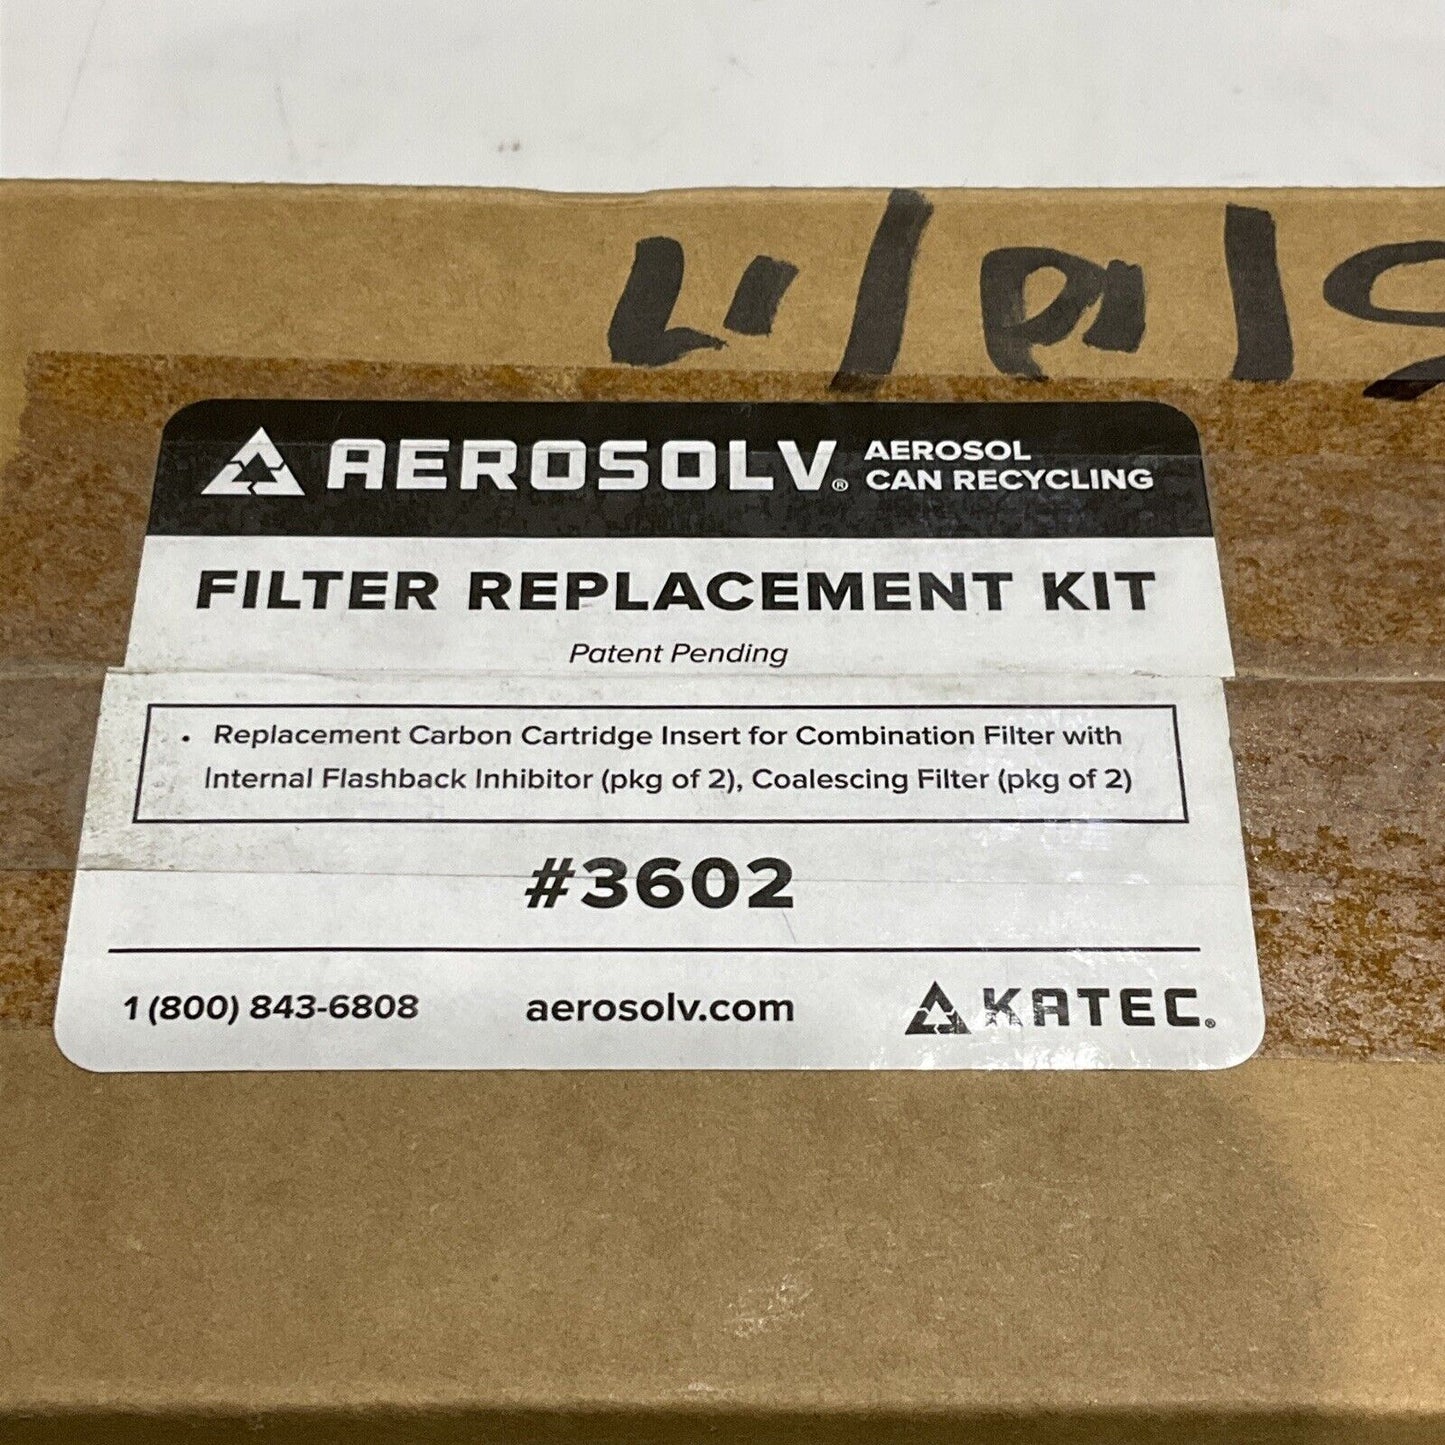 AEROSOLV® AEROSOL
CAN RECYCLING
FILTER REPLACEMENT KIT
Patent Pending
• Replacement Carbon Cartridge Insert for Combination Filter with
Internal Flashback Inhibitor (pkg of 2), Coalescing Filter (pkg of 2)
#3602
1 (800) 843-6808 aerosolv.com KATEC®